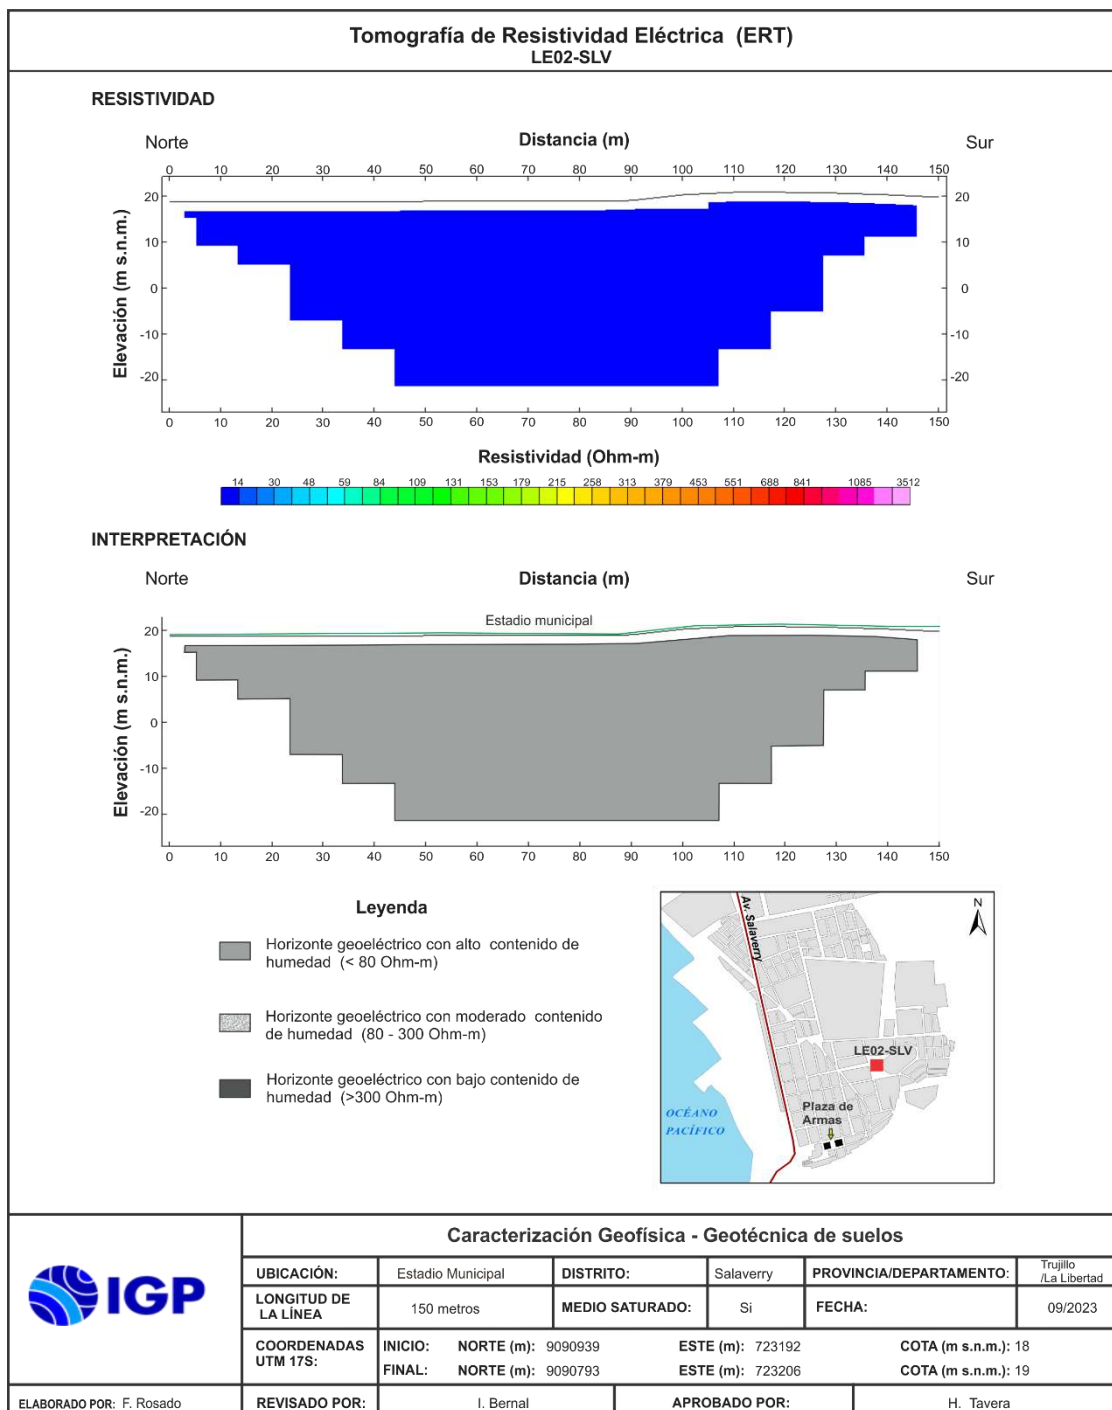 Tomografía de Resistividad Eléctrica (ERT)
LE02-SLV
RESISTIVIDAD
Norte
Distancia (m)
Sur
0 10 20 30 40 50 60 70 80 90 100 110 120 130 140 150
Elevación (m s.n.m.)
20 20
10 10
0 0
-10 -10
-20 -20
0 10 20 30 40 50 60 70 80 90 100 110 120 130 140 150
Resistividad (Ohm-m)
14 30 48 59 84 109 131 153 179 215 258 313 379 453 551 688 841 1085 3512
INTERPRETACIÓN
Norte
Distancia (m)
Sur
Estadio municipal
Elevación (m s.n.m.)
20
10
0
-10
-20
0 10 20 30 40 50 60 70 80 90 100 110 120 130 140 150
Leyenda
Horizonte geoeléctrico con alto contenido de
humedad (< 80 Ohm-m)
Horizonte geoeléctrico con moderado contenido
de humedad (80 - 300 Ohm-m)
Horizonte geoeléctrico con bajo contenido de
humedad (>300 Ohm-m)
N
Av. Salaverry
LE02-SLV
Plaza de
Armas
OCÉANO
PACÍFICO
IGP
Caracterización Geofísica - Geotécnica de suelos
UBICACIÓN: Estadio Municipal DISTRITO: Salaverry PROVINCIA/DEPARTAMENTO: Trujillo
/La Libertad
LONGITUD DE
LA LÍNEA 150 metros MEDIO SATURADO: Si FECHA: 09/2023
COORDENADAS
UTM 17S:
INICIO: NORTE (m): 9090939 ESTE (m): 723192 COTA (m s.n.m.): 18
FINAL: NORTE (m): 9090793 ESTE (m): 723206 COTA (m s.n.m.): 19
ELABORADO POR: F. Rosado REVISADO POR: I. Bernal APROBADO POR: H. Tavera